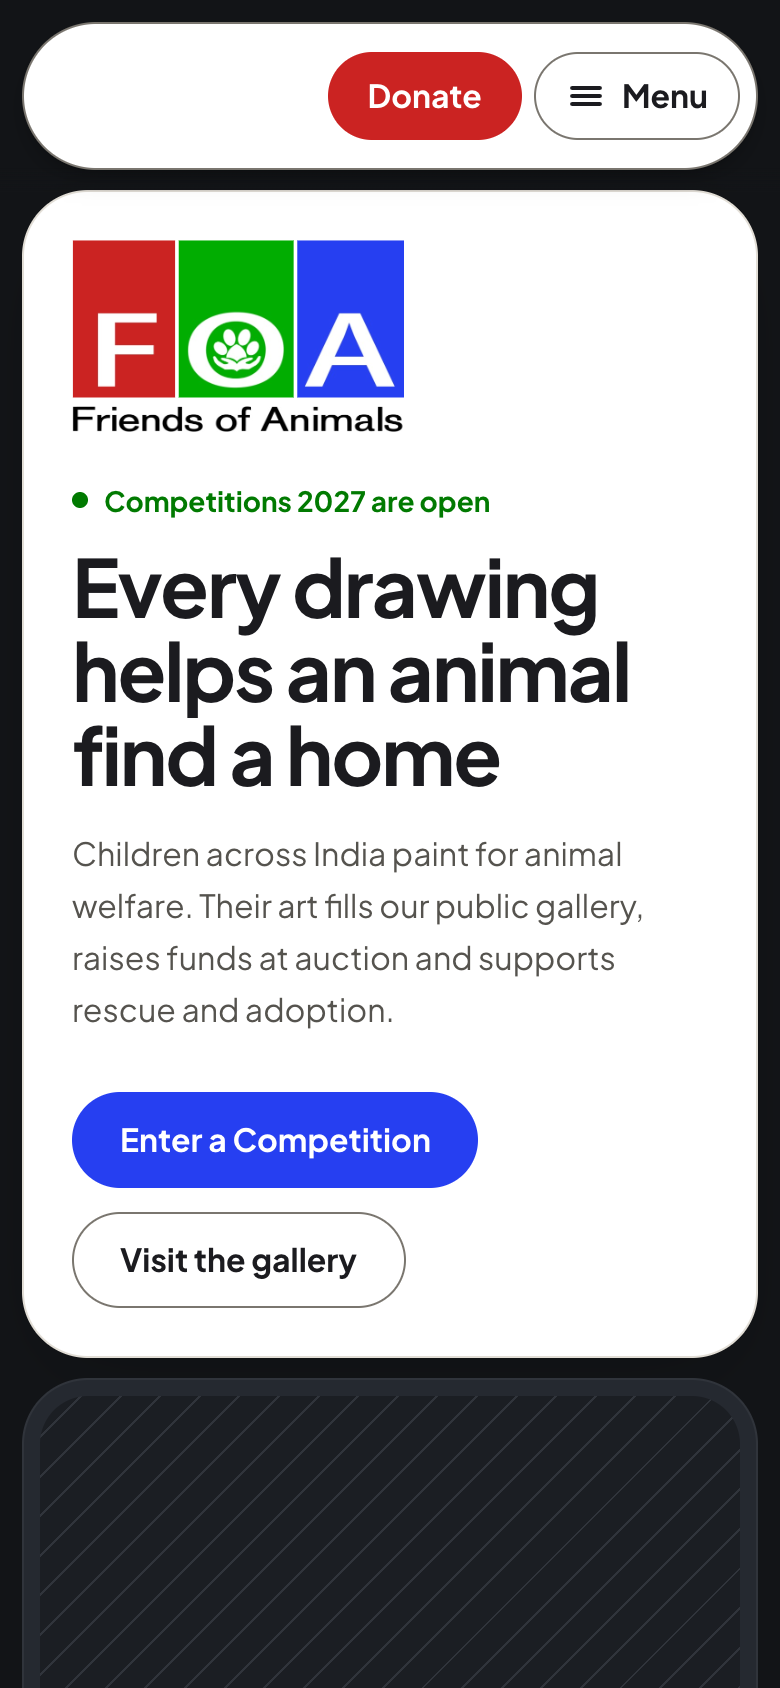 Donate
Menu
FOA
Friends of Animals
Competitions 2027 are open
Every drawing
helps an animal
find a home
Children across India paint for animal
welfare. Their art fills our public gallery,
raises funds at auction and supports
rescue and adoption.
Enter a Competition
Visit the gallery